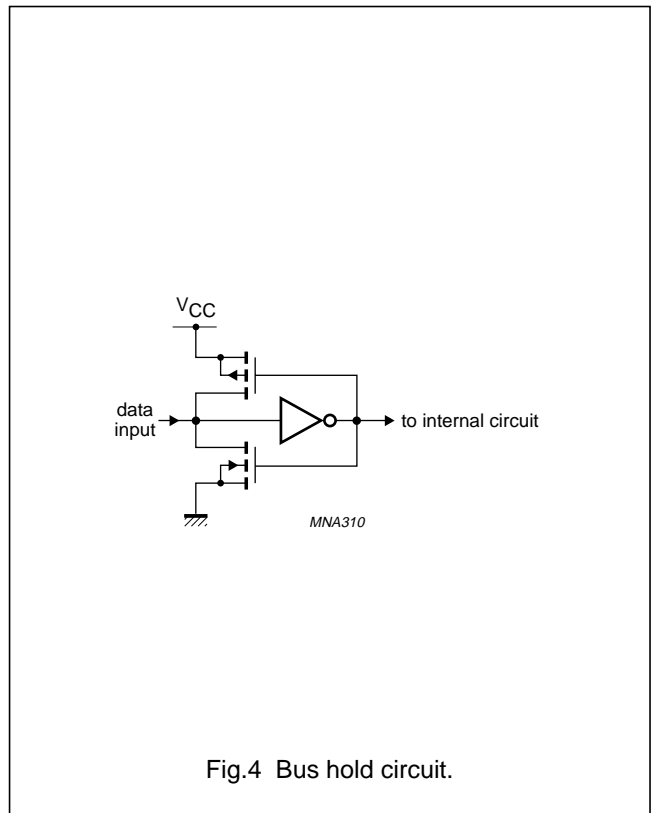 VCC
data
input
to internal circuit
MNA310
Fig.4 Bus hold circuit.